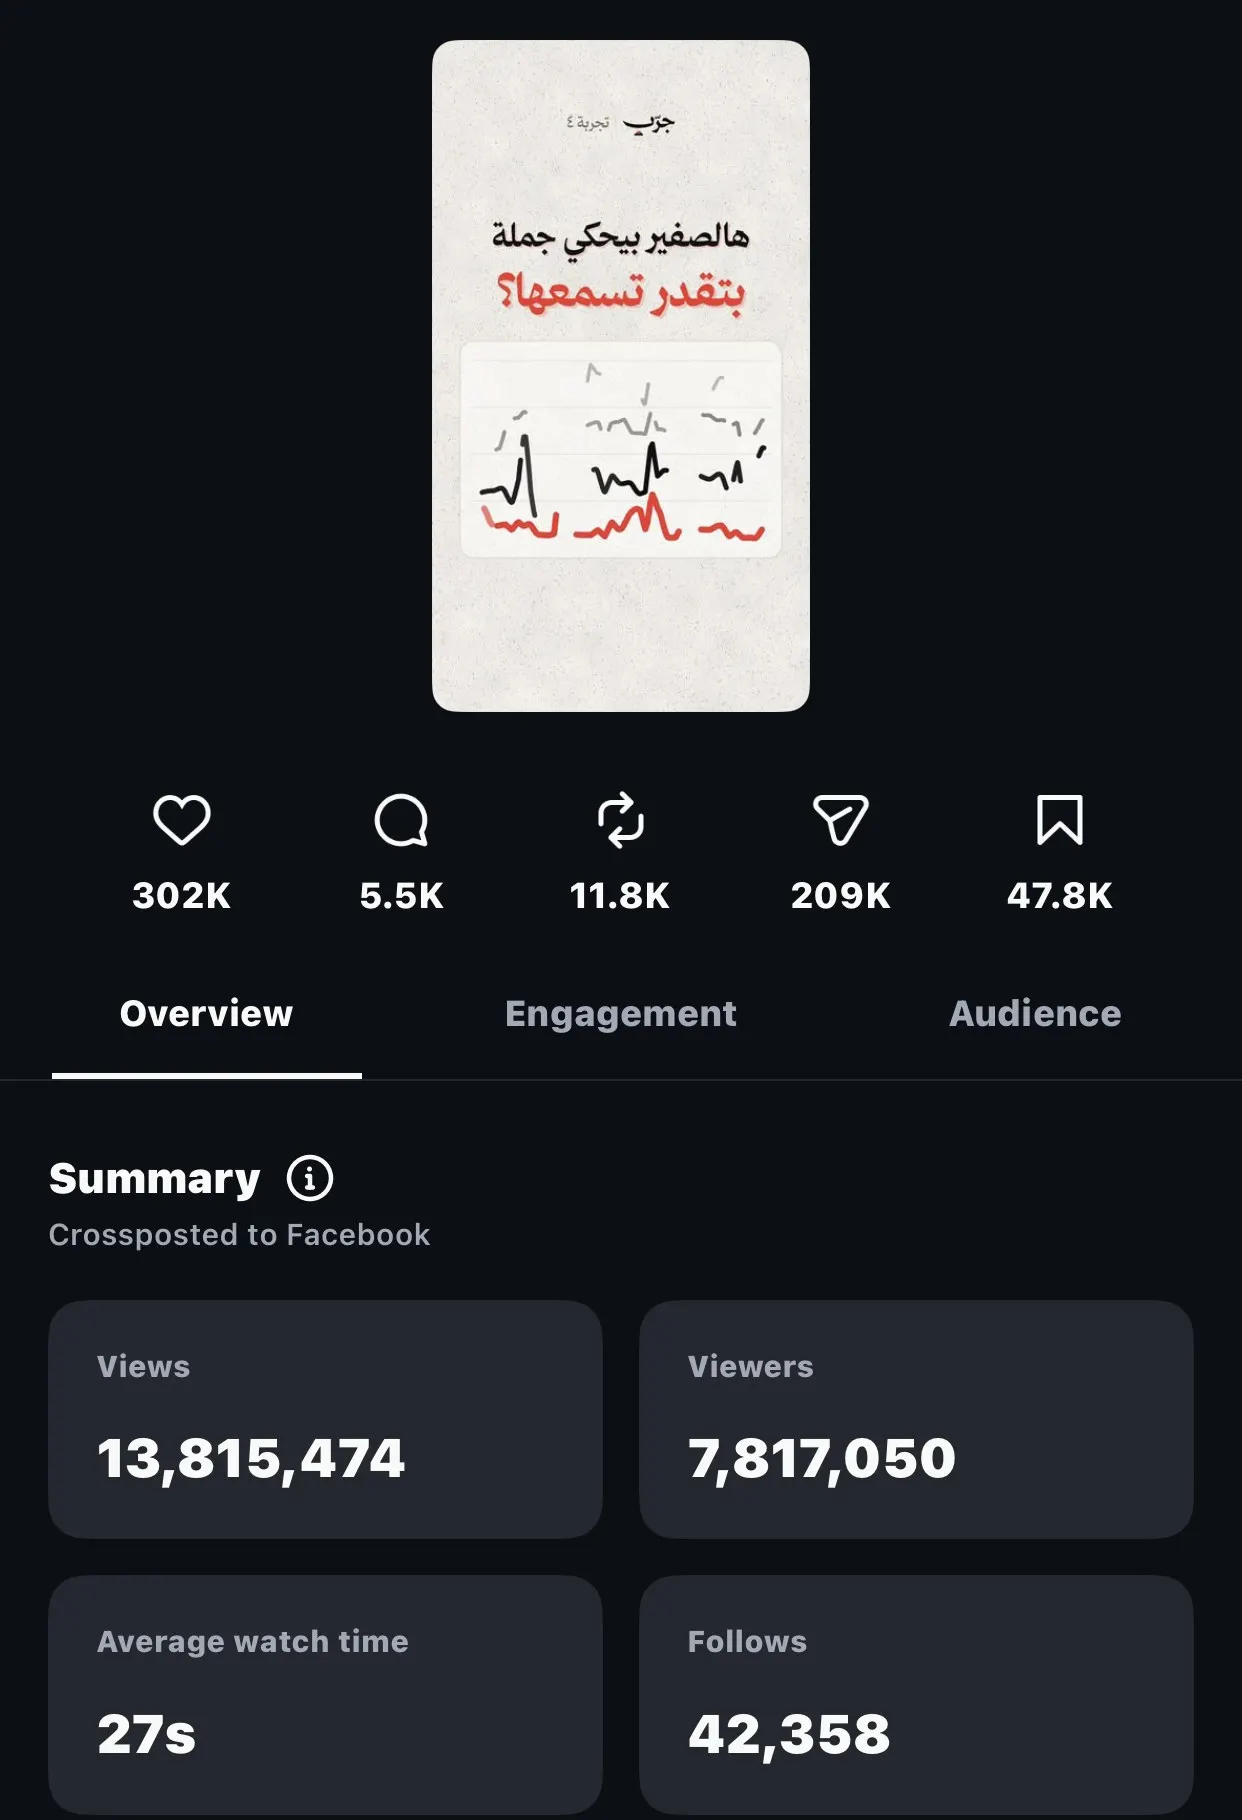 جرّب تجربة ٤
هالصفير بيحكي جملة
بتقدر تسمعها؟
302K 5.5K 11.8K 209K 47.8K
Overview Engagement Audience
Summary
Crossposted to Facebook
Views Viewers
13,815,474 7,817,050
Average watch time Follows
27s 42,358